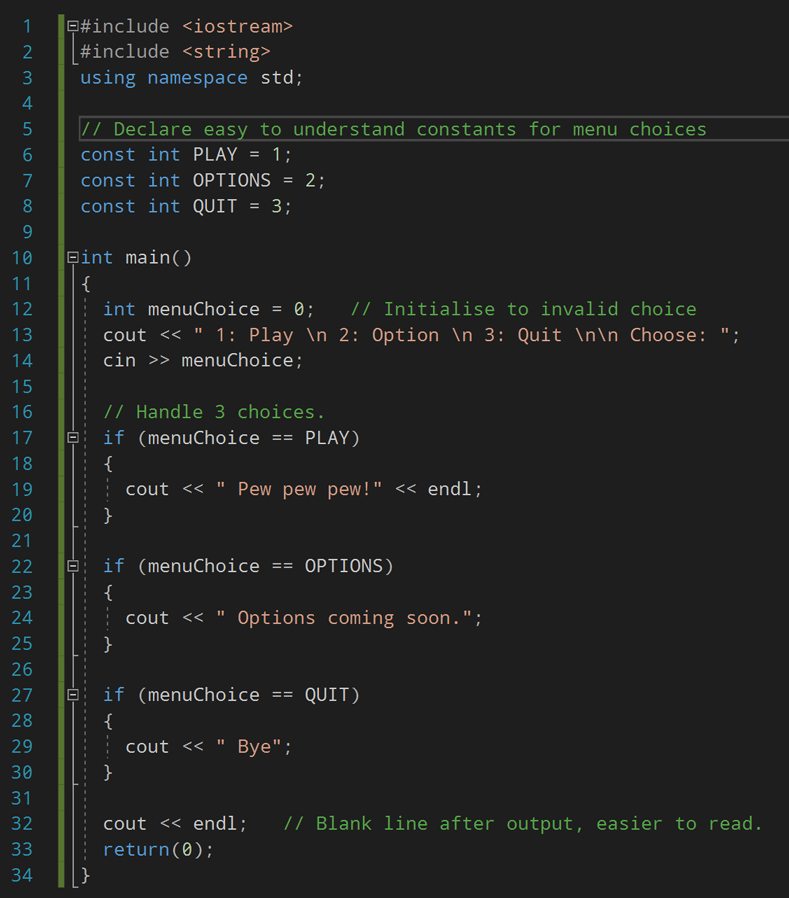 1 #include <iostream>
2 #include <string>
3 using namespace std;
4
5 // Declare easy to understand constants for menu choices
6 const int PLAY = 1;
7 const int OPTIONS = 2;
8 const int QUIT = 3;
9
10 int main()
11 {
12   int menuChoice = 0;   // Initialise to invalid choice
13   cout << " 1: Play \n 2: Option \n 3: Quit \n\n Choose: ";
14   cin >> menuChoice;
15
16   // Handle 3 choices.
17   if (menuChoice == PLAY)
18   {
19     cout << " Pew pew pew!" << endl;
20   }
21
22   if (menuChoice == OPTIONS)
23   {
24     cout << " Options coming soon.";
25   }
26
27   if (menuChoice == QUIT)
28   {
29     cout << " Bye";
30   }
31
32   cout << endl;   // Blank line after output, easier to read.
33   return(0);
34 }